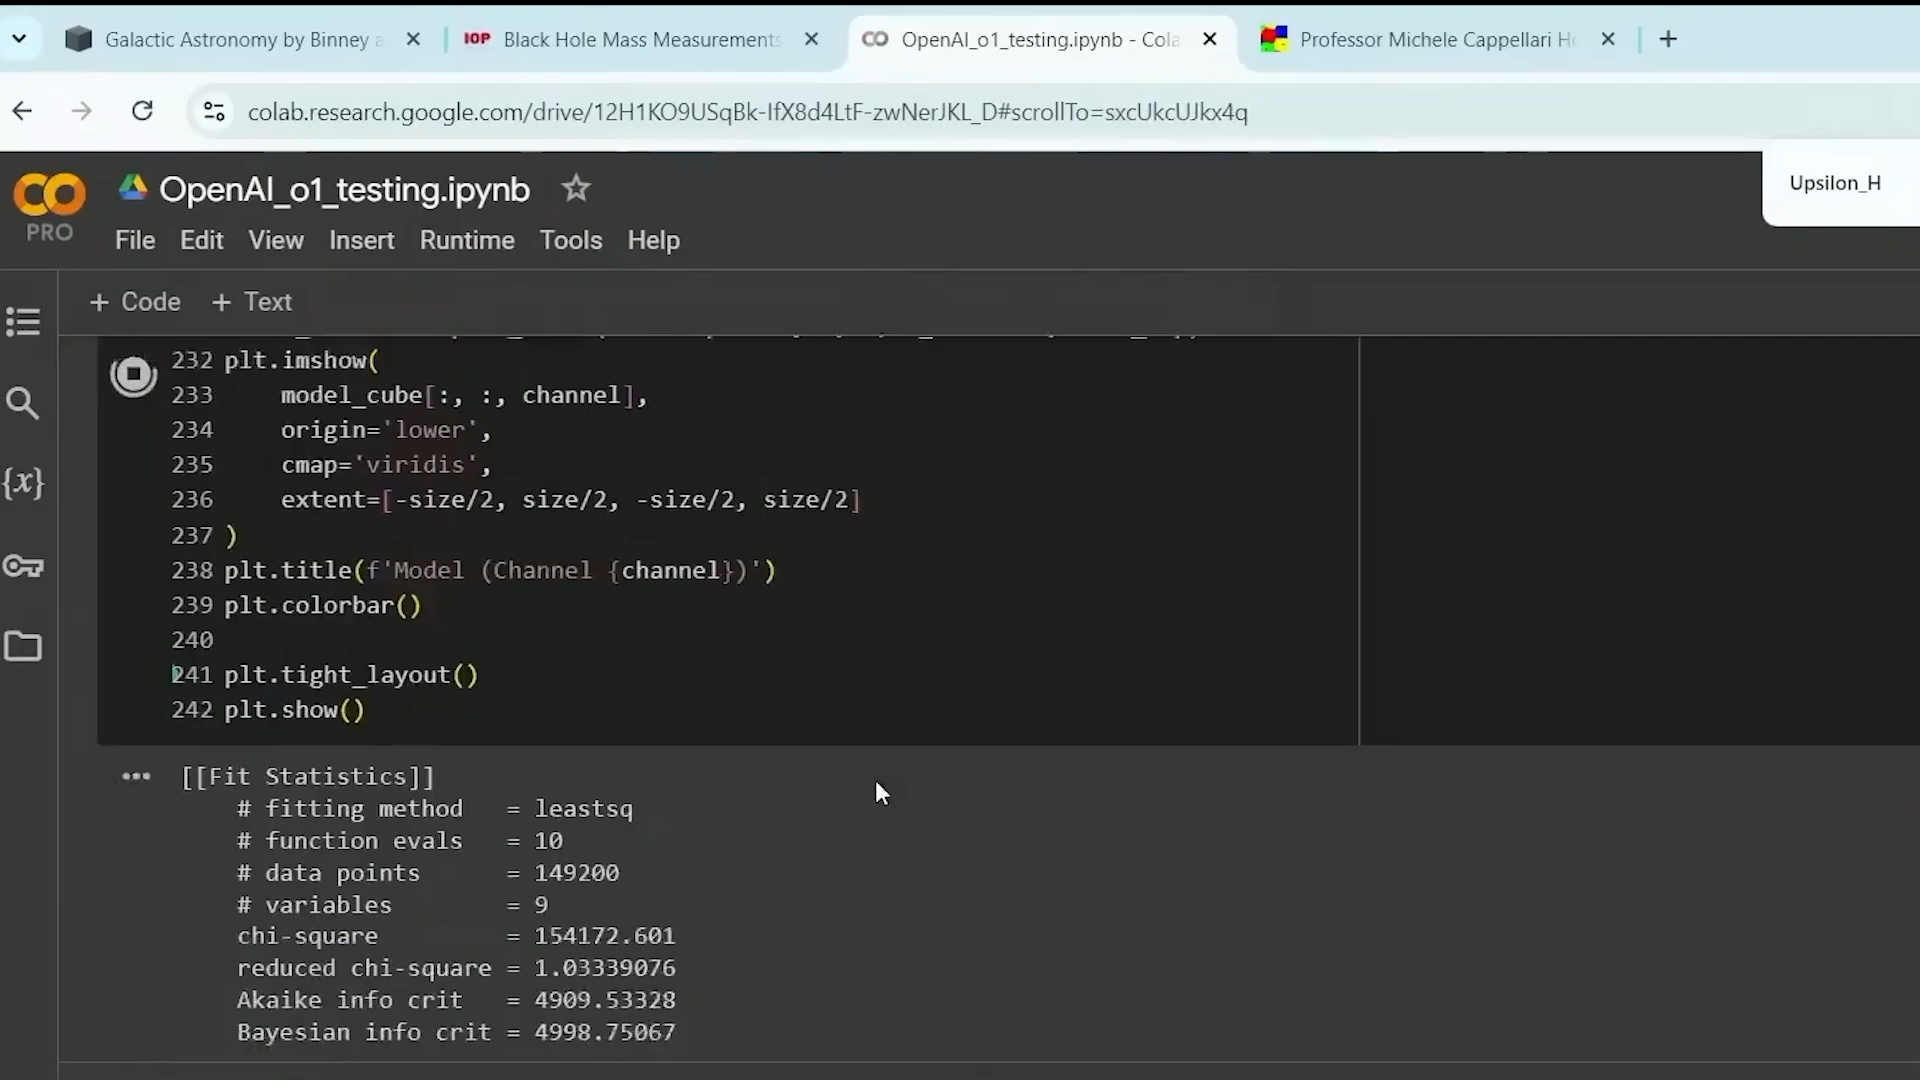 Galactic Astronomy by Binney a
IOP Black Hole Mass Measurements
OpenAI_o1_testing.ipynb - Cola
Professor Michele Cappellari Ho
colab.research.google.com/drive/12H1KO9USqBk-IfX8d4LtF-zwNerJKL_D#scrollTo=sxcUkcUJkx4q
Upsilon_H
OpenAI_o1_testing.ipynb
PRO
File Edit View Insert Runtime Tools Help
+ Code + Text
232 plt.imshow(
233 model_cube[:, :, channel],
234 origin='lower',
235 cmap='viridis',
236 extent=[-size/2, size/2, -size/2, size/2]
237 )
238 plt.title(f'Model (Channel {channel})')
239 plt.colorbar()
240
241 plt.tight_layout()
242 plt.show()
[[Fit Statistics]]
# fitting method = leastsq
# function evals = 10
# data points = 149200
# variables = 9
chi-square = 154172.601
reduced chi-square = 1.03339076
Akaike info crit = 4909.53328
Bayesian info crit = 4998.75067